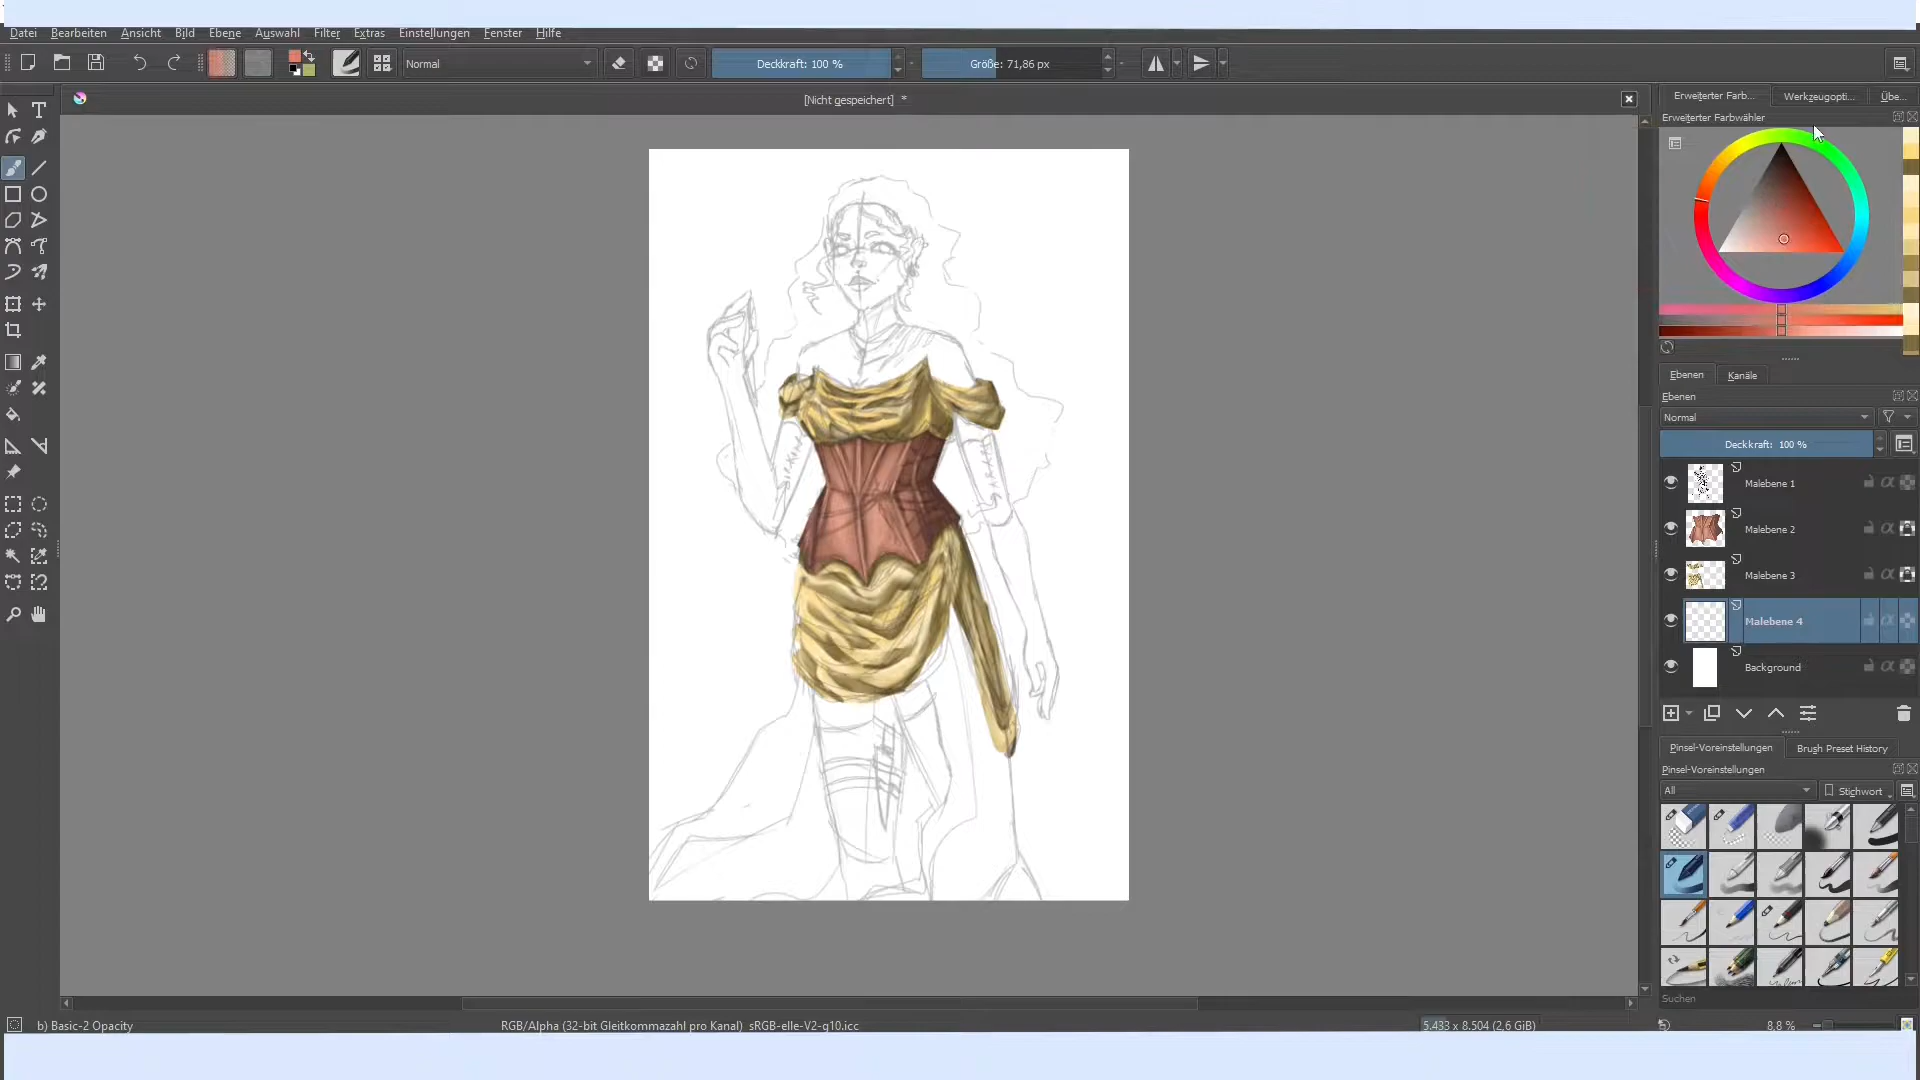 Datei Bearbeiten Ansicht Bild Ebene Auswahl Filter Extras Einstellungen Fenster Hilfe
Normal Deckkraft: 100 % Größe: 71,86 px
[Nicht gespeichert] *
Erweiterter Farb... Werkzeugopti... Übe...
Erweiterter Farbwähler
Ebenen Kanäle
Ebenen
Normal
Deckkraft: 100 %
Malebene 1
Malebene 2
Malebene 3
Malebene 4
Background
Pinsel-Voreinstellungen Brush Preset History
Pinsel-Voreinstellungen
All Stichwort
Suchen
b) Basic-2 Opacity RGB/Alpha (32-bit Gleitkommazahl pro Kanal) sRGB-elle-V2-g10.icc 5.433 x 8.504 (2,6 GiB) 8,8 %